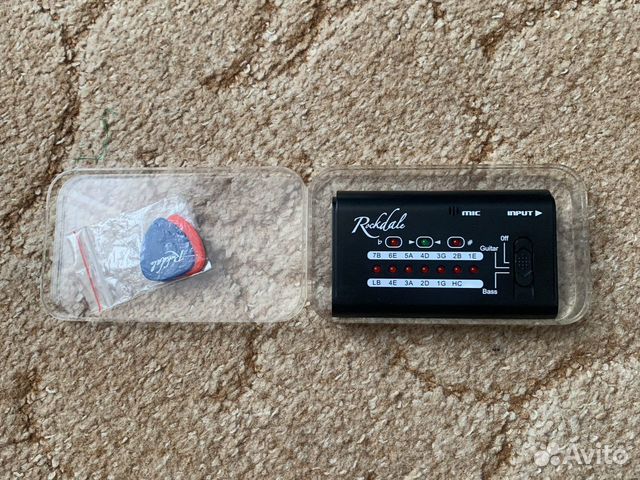 Rockdale
MIC
INPUT
b #
Off
Guitar
7B 6E 5A 4D 3G 2B 1E
LB 4E 3A 2D 1G HC
Bass
Rockdale
Avito